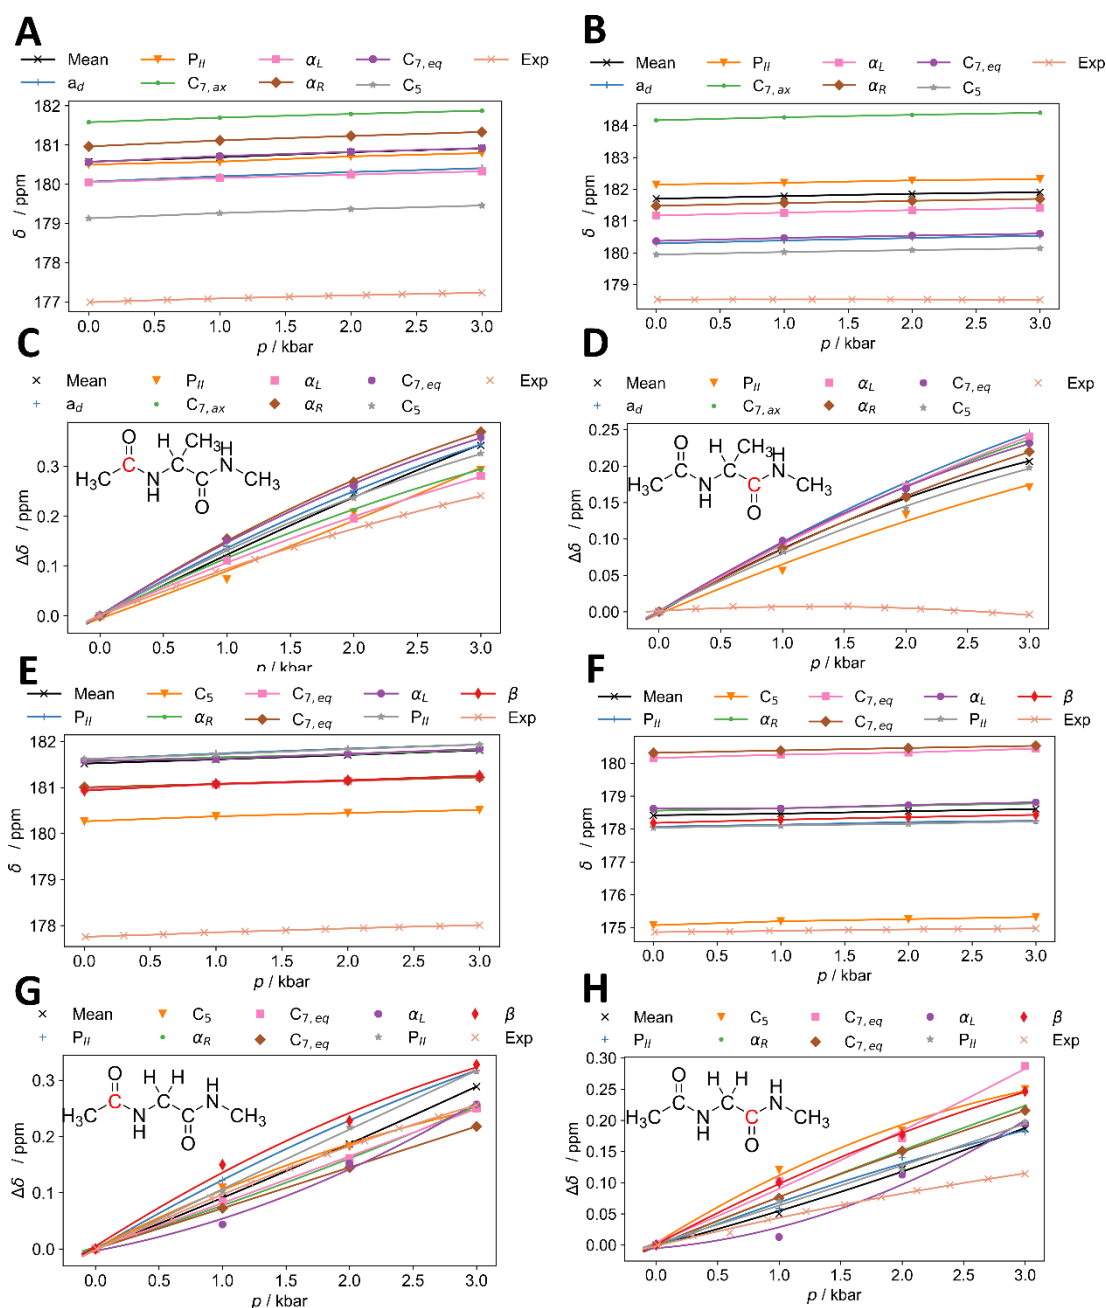 A
Mean P_II α_L C_7,eq Exp
a_d C_7,ax α_R C_5
182
181
180
179
178
177
δ / ppm
0.0 0.5 1.0 1.5 2.0 2.5 3.0
p / kbar
B
Mean P_II α_L C_7,eq Exp
a_d C_7,ax α_R C_5
184
183
182
181
180
179
δ / ppm
0.0 0.5 1.0 1.5 2.0 2.5 3.0
p / kbar
C
Mean P_II α_L C_7,eq Exp
a_d C_7,ax α_R C_5
0.3
0.2
0.1
0.0
Δδ / ppm
O H CH3 H
N
H3C N CH3
H O
0.0 0.5 1.0 1.5 2.0 2.5 3.0
p / kbar
D
Mean P_II α_L C_7,eq Exp
a_d C_7,ax α_R C_5
0.25
0.20
0.15
0.10
0.05
0.00
Δδ / ppm
O H CH3 H
N
H3C N C CH3
H O
0.0 0.5 1.0 1.5 2.0 2.5 3.0
p / kbar
E
Mean C_5 C_7,eq α_L β
P_II α_R C_7,eq P_II Exp
182
181
180
179
178
δ / ppm
0.0 0.5 1.0 1.5 2.0 2.5 3.0
p / kbar
F
Mean C_5 C_7,eq α_L β
P_II α_R C_7,eq P_II Exp
180
179
178
177
176
175
δ / ppm
0.0 0.5 1.0 1.5 2.0 2.5 3.0
p / kbar
G
Mean C_5 C_7,eq α_L β
P_II α_R C_7,eq P_II Exp
0.3
0.2
0.1
0.0
Δδ / ppm
O H H H
C N
H3C N CH3
H O
0.0 0.5 1.0 1.5 2.0 2.5 3.0
p / kbar
H
Mean C_5 C_7,eq α_L β
P_II α_R C_7,eq P_II Exp
0.30
0.25
0.20
0.15
0.10
0.05
0.00
Δδ / ppm
O H H H
C N
H3C N C CH3
H O
0.0 0.5 1.0 1.5 2.0 2.5 3.0
p / kbar